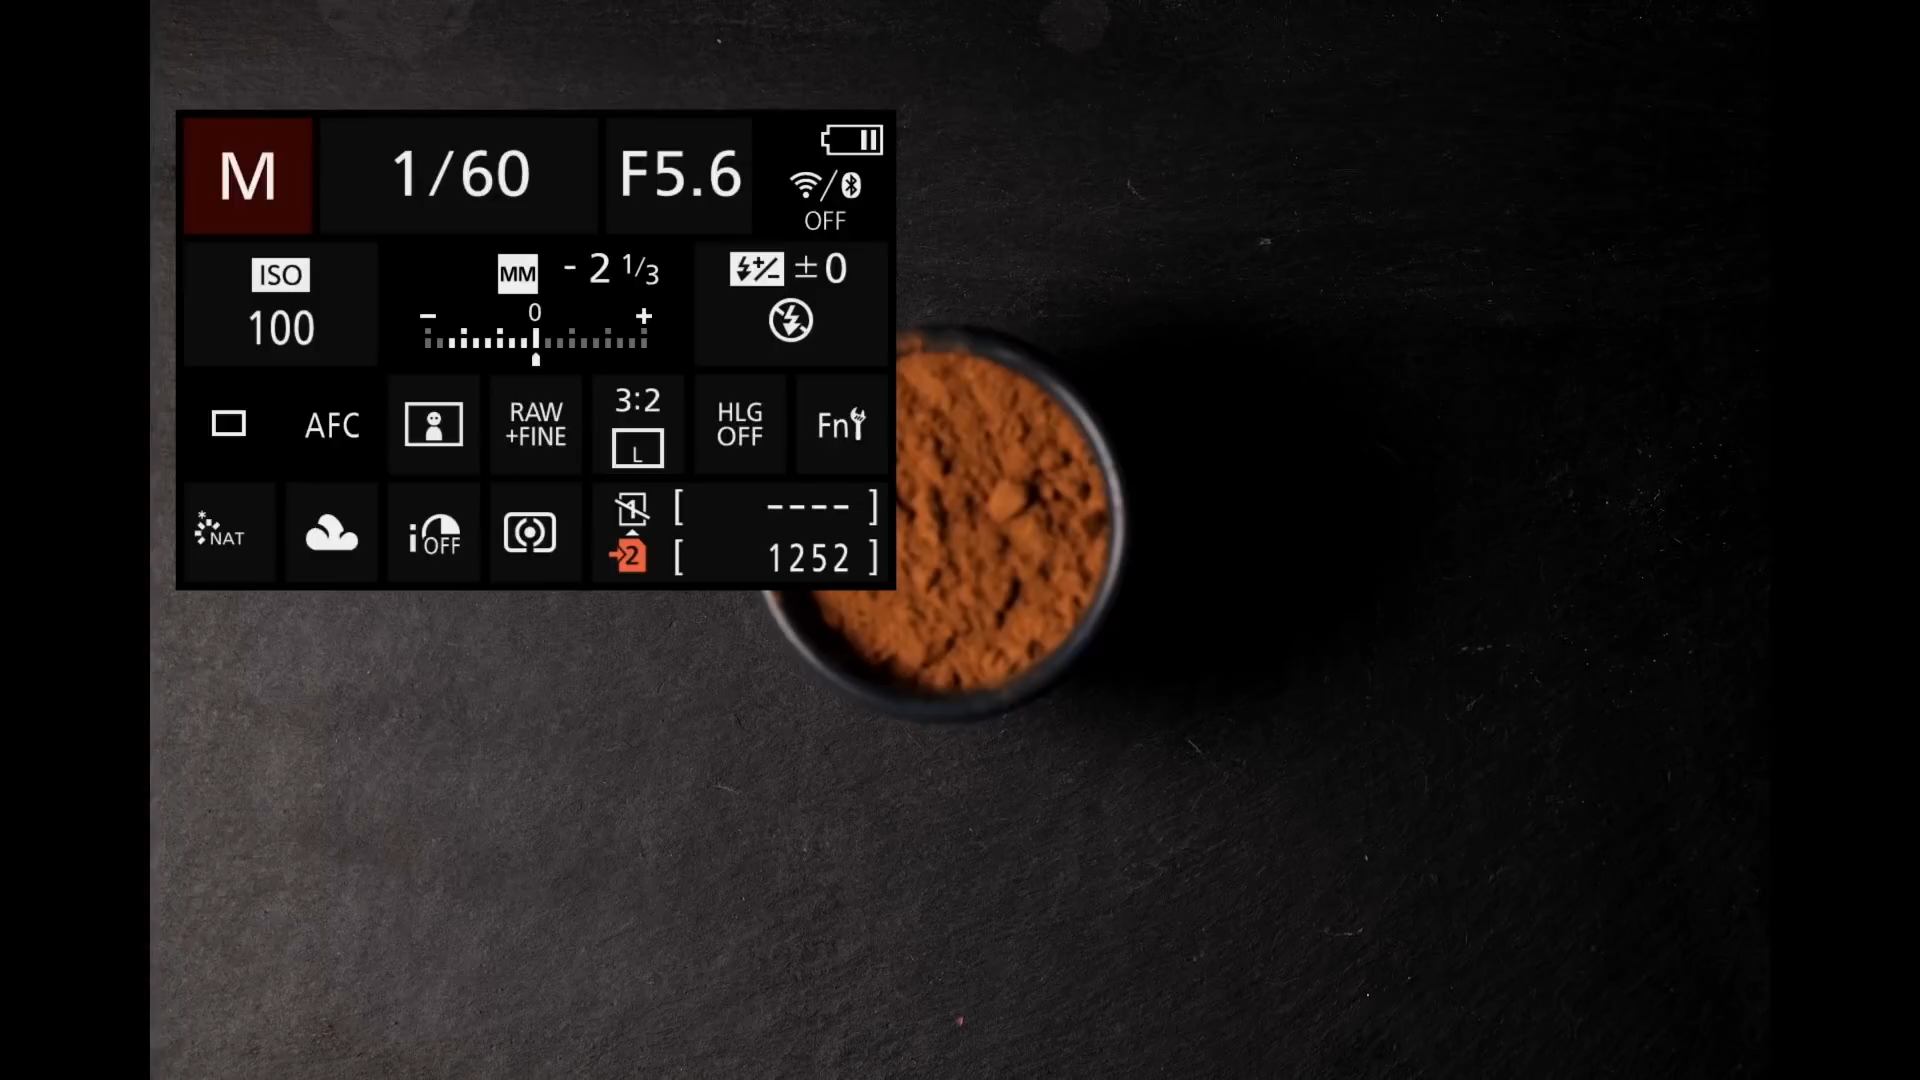 M 1/60 F5.6
OFF
ISO MM - 2 1/3 ±0
100 - 0 +
AFC RAW +FINE 3:2 L HLG OFF Fn
NAT i OFF 1 [ ---- ]
2 [ 1252 ]